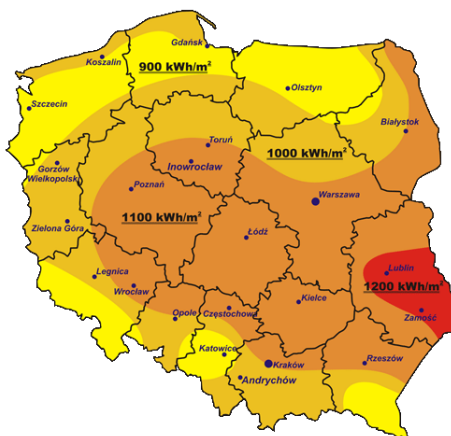 Gdańsk
Koszalin
900 kWh/m²
Olsztyn
Szczecin
Białystok
Toruń
1000 kWh/m²
Gorzów
Wielkopolski
Inowrocław
Poznań
Warszawa
1100 kWh/m²
Zielona Góra
Łódź
Lublin
Legnica
1200 kWh/m²
Wrocław
Kielce
Opole
Częstochowa
Zamość
Katowice
Kraków
Rzeszów
Andrychów